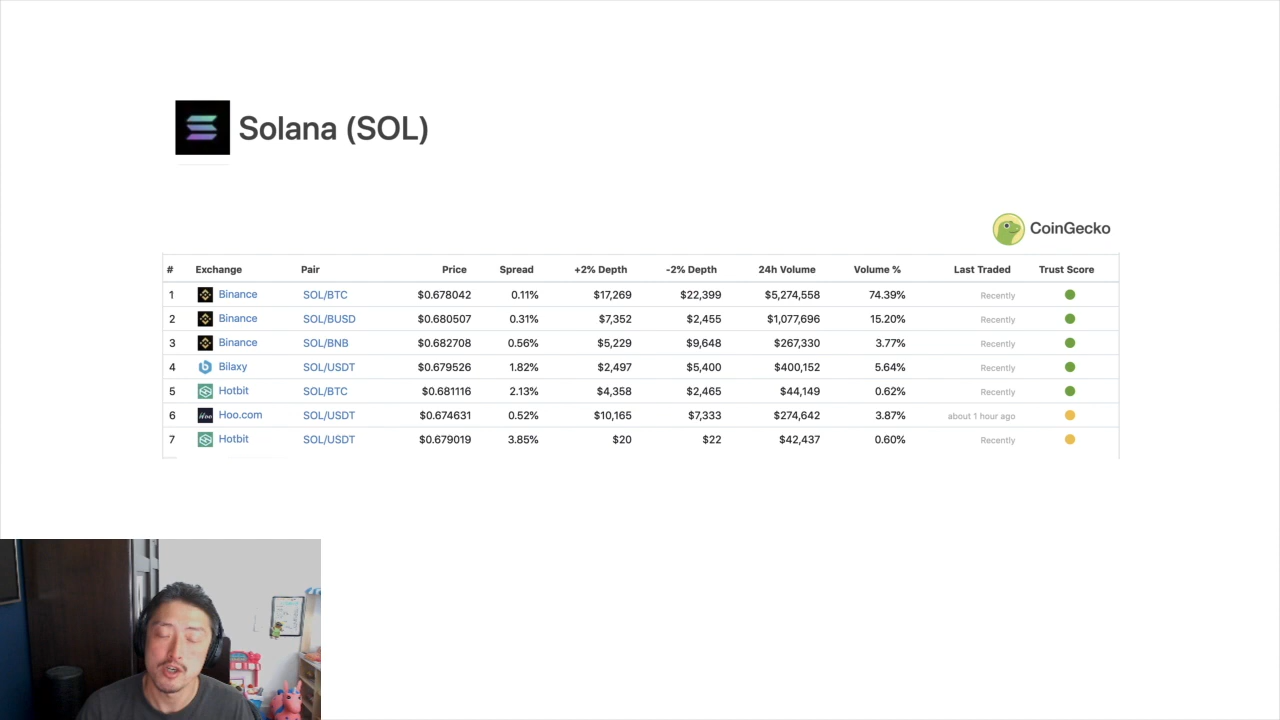 Solana (SOL)
CoinGecko
# Exchange Pair Price Spread +2% Depth -2% Depth 24h Volume Volume % Last Traded Trust Score
1 Binance SOL/BTC $0.678042 0.11% $17,269 $22,399 $5,274,558 74.39% Recently
2 Binance SOL/BUSD $0.680507 0.31% $7,352 $2,455 $1,077,696 15.20% Recently
3 Binance SOL/BNB $0.682708 0.56% $5,229 $9,648 $267,330 3.77% Recently
4 Bilaxy SOL/USDT $0.679526 1.82% $2,497 $5,400 $400,152 5.64% Recently
5 Hotbit SOL/BTC $0.681116 2.13% $4,358 $2,465 $44,149 0.62% Recently
6 Hoo Hoo.com SOL/USDT $0.674631 0.52% $10,165 $7,333 $274,642 3.87% about 1 hour ago
7 Hotbit SOL/USDT $0.679019 3.85% $20 $22 $42,437 0.60% Recently